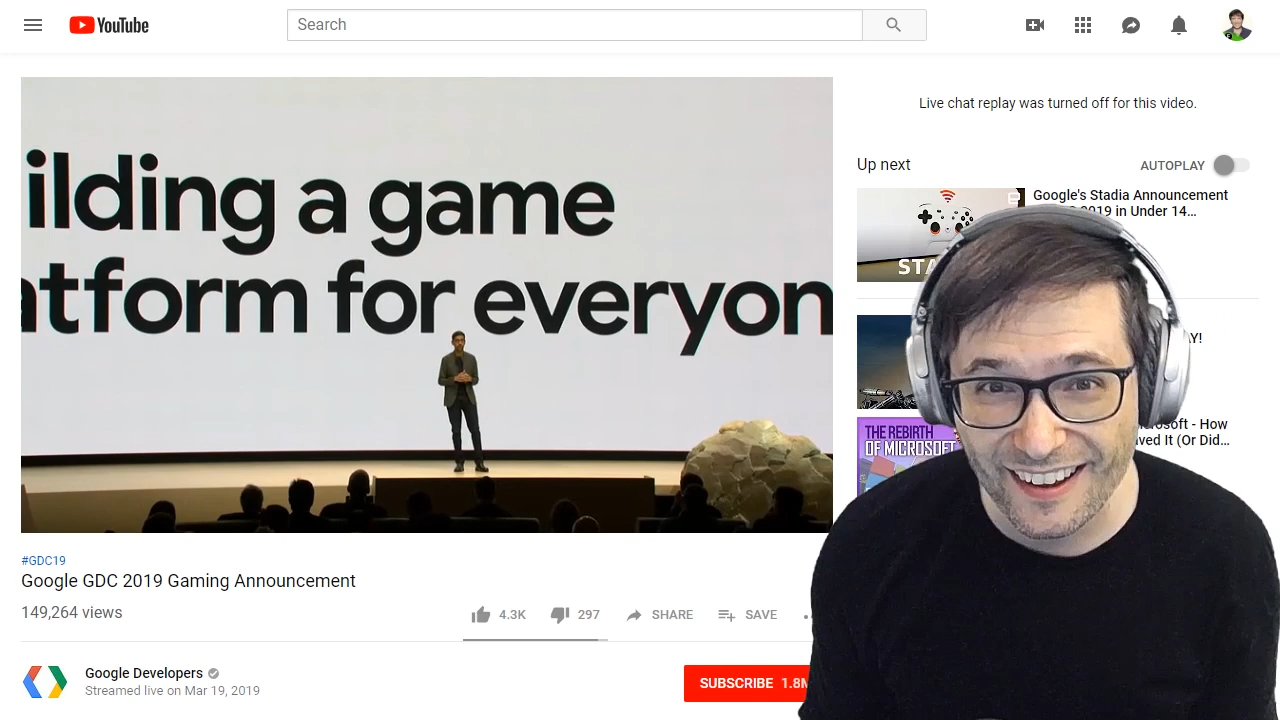 YouTube
Search
ilding a game
atform for everyon
#GDC19
Google GDC 2019 Gaming Announcement
149,264 views
4.3K
297
SHARE
SAVE
Google Developers
Streamed live on Mar 19, 2019
SUBSCRIBE 1.8M
Live chat replay was turned off for this video.
Up next
AUTOPLAY
Google's Stadia Announcement
2019 in Under 14...
STA
AY!
THE REBIRTH
OF MICROSOFT
rosoft - How
ved It (Or Did...